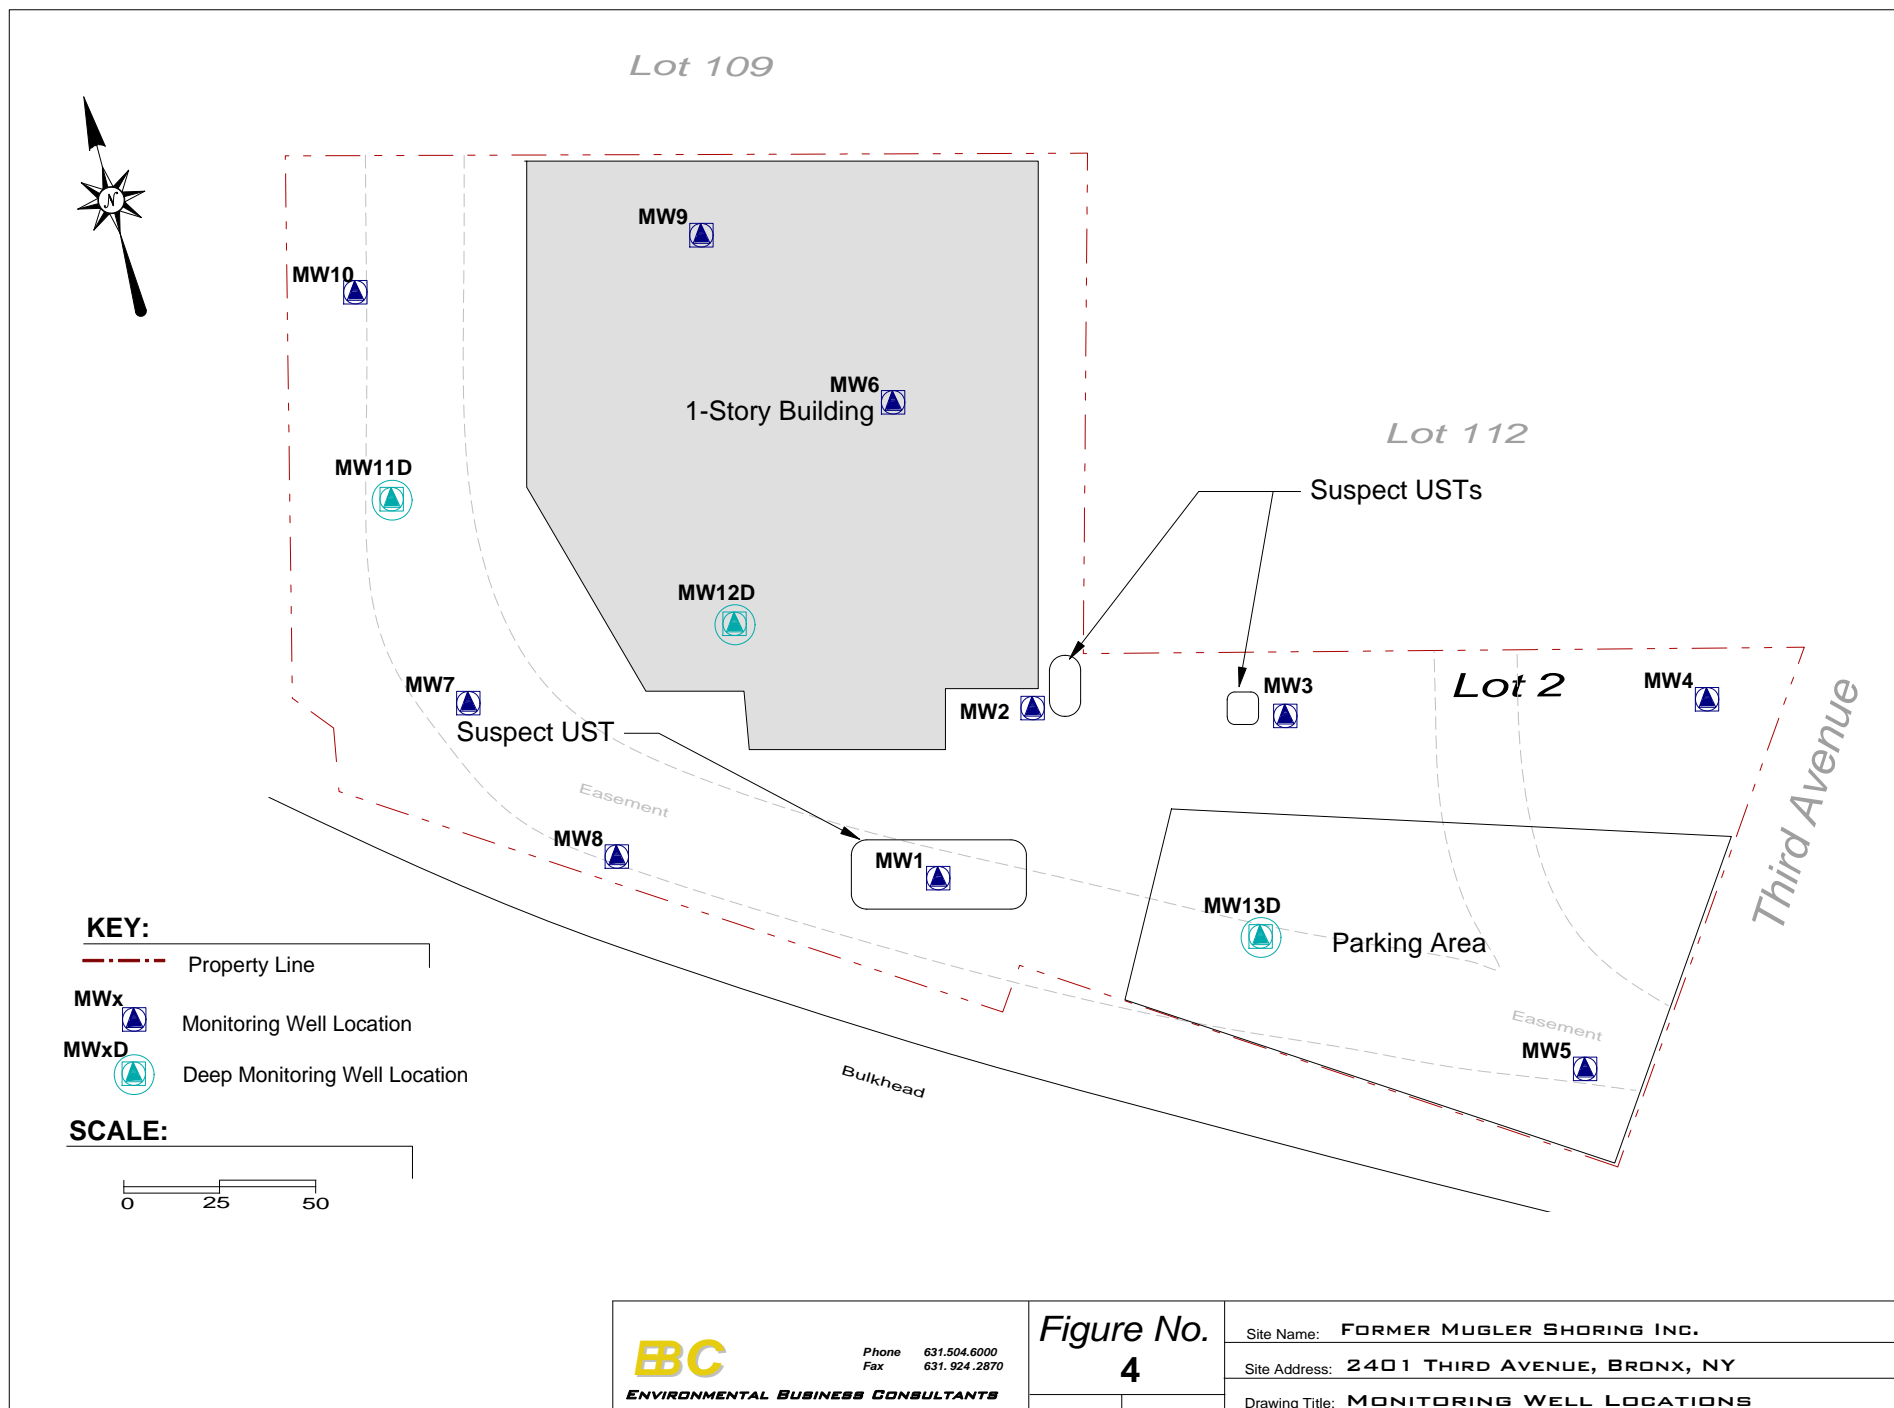 Lot 109
N
MW9
MW10
MW6
1-Story Building
Lot 112
MW11D
Suspect USTs
MW12D
MW7
MW2
MW3
Lot 2
MW4
Suspect UST
Third Avenue
Easement
MW8
MW1
MW13D
Parking Area
Easement
MW5
Bulkhead
KEY:
Property Line
MWx
Monitoring Well Location
MWxD
Deep Monitoring Well Location
SCALE:
0 25 50
EBC
Phone 631.504.6000
Fax 631.924.2870
ENVIRONMENTAL BUSINESS CONSULTANTS
Figure No.
4
Site Name: FORMER MUGLER SHORING INC.
Site Address: 2401 THIRD AVENUE, BRONX, NY
Drawing Title: MONITORING WELL LOCATIONS